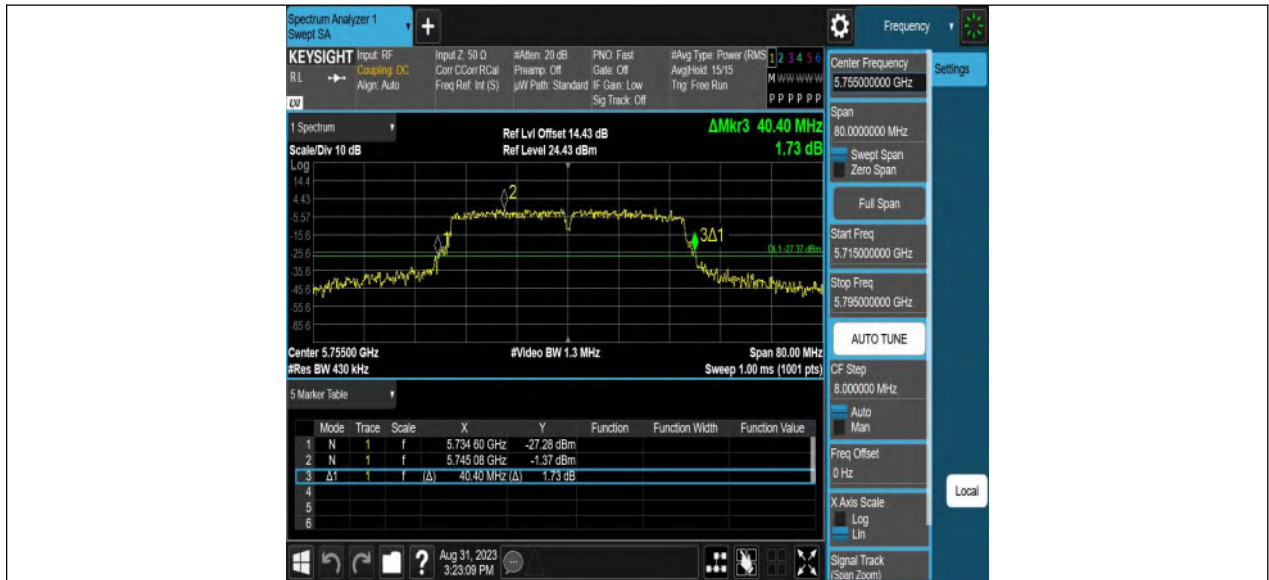 Spectrum Analyzer 1
Swept SA
Frequency
KEYSIGHT
Input: RF
Coupling: DC
Align: Auto
Input Z: 50 Ω
Corr CCorr RCal
Freq Ref: Int (S)
#Atten: 20 dB
Preamp: Off
µW Path: Standard
PNO: Fast
Gate: Off
IF Gain: Low
Sig Track: Off
#Avg Type: Power (RMS
Avg|Hold: 15/15
Trig: Free Run
1 2 3 4 5 6
M W W W W W
P P P P P P
R L
LXI
Center Frequency
5.755000000 GHz
Settings
Span
80.0000000 MHz
Swept Span
Zero Span
Full Span
Start Freq
5.715000000 GHz
Stop Freq
5.795000000 GHz
AUTO TUNE
CF Step
8.000000 MHz
Auto
Man
Freq Offset
0 Hz
X Axis Scale
Log
Lin
Signal Track
(Span Zoom)
Local
1 Spectrum
Scale/Div 10 dB
Ref Lvl Offset 14.43 dB
Ref Level 24.43 dBm
ΔMkr3 40.40 MHz
1.73 dB
Log
14.4
4.43
-5.57
-15.6
-25.6
-35.6
-45.6
-55.6
-65.6
2
1
3Δ1
DL1 -27.37 dBm
Center 5.75500 GHz
#Video BW 1.3 MHz
Span 80.00 MHz
#Res BW 430 kHz
Sweep 1.00 ms (1001 pts)
5 Marker Table
Mode Trace Scale X Y Function Function Width Function Value
1 N 1 f 5.734 60 GHz -27.28 dBm
2 N 1 f 5.745 08 GHz -1.37 dBm
3 Δ1 1 f (Δ) 40.40 MHz (Δ) 1.73 dB
4
5
6
Aug 31, 2023
3:23:09 PM